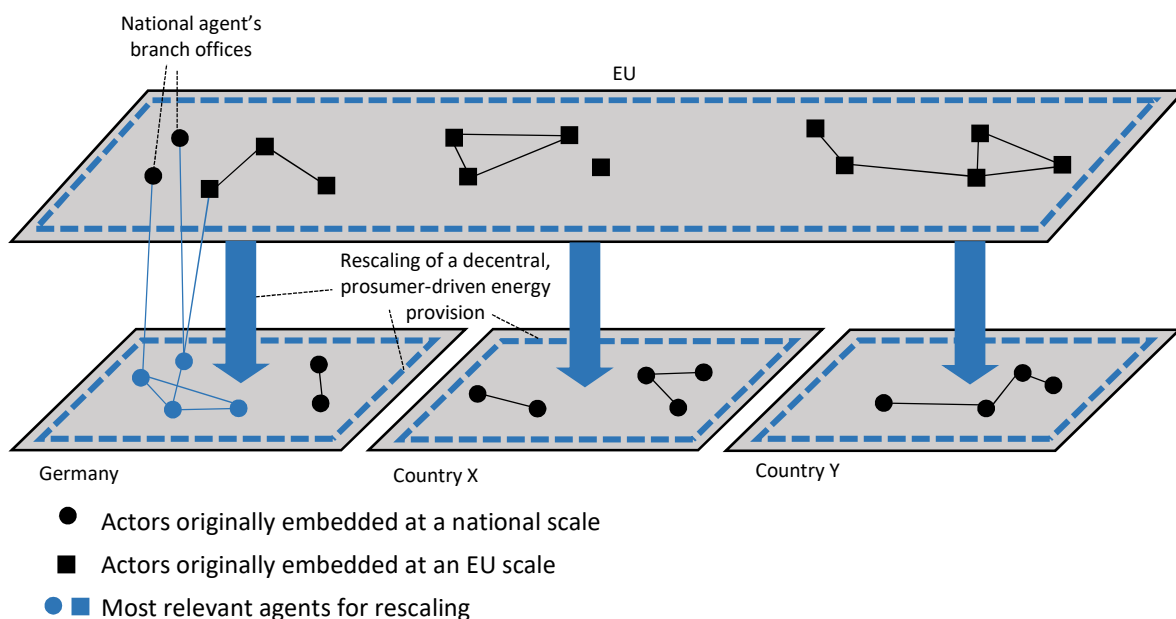 National agent's
branch offices
EU
Rescaling of a decentral,
prosumer-driven energy
provision
Germany
Country X
Country Y
Actors originally embedded at a national scale
Actors originally embedded at an EU scale
Most relevant agents for rescaling